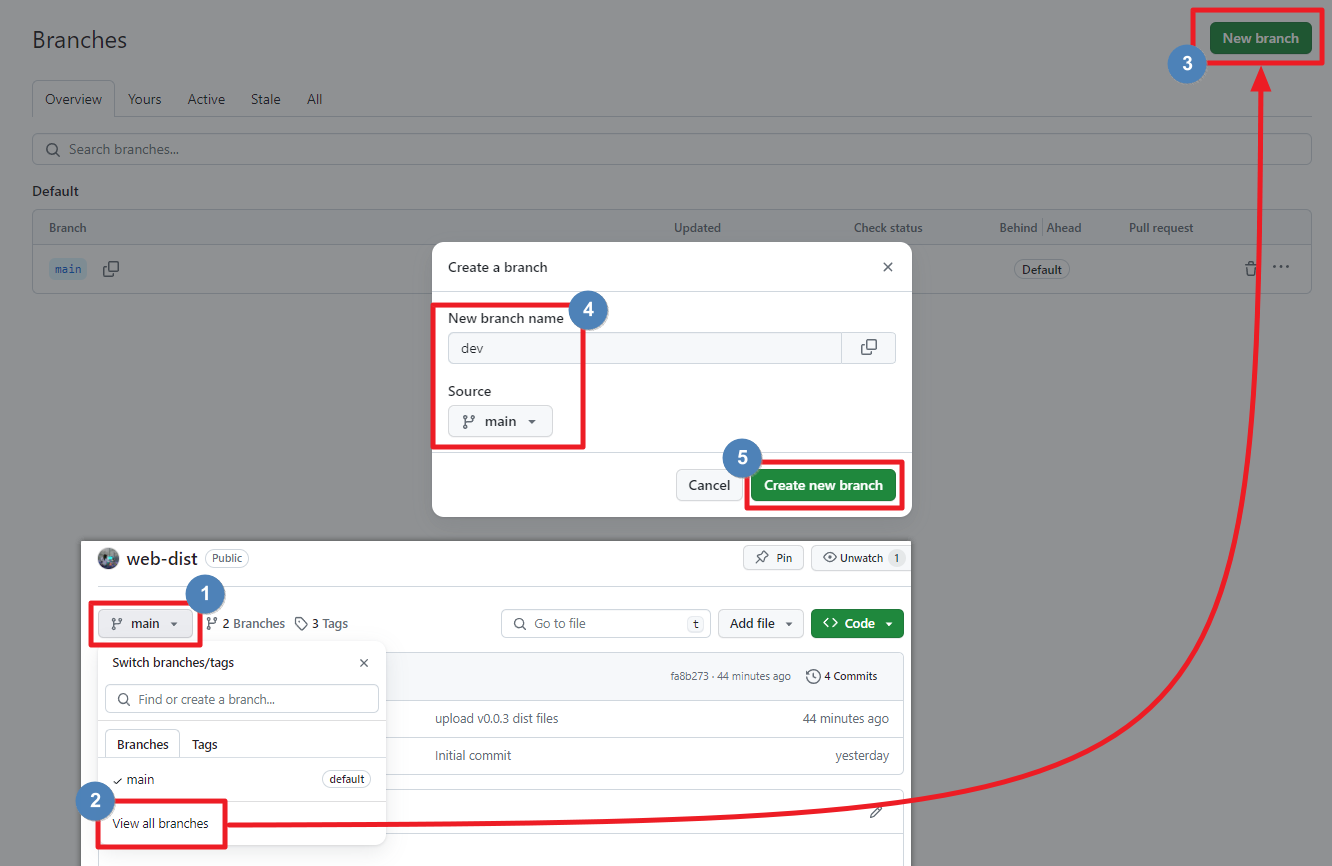 Branches
New branch
3
Overview Yours Active Stale All
Search branches...
Default
Branch Updated Check status Behind Ahead Pull request
main Default ...
Create a branch
4
New branch name
dev
Source
main
5
Cancel Create new branch
web-dist Public Pin Unwatch 1
1
main 2 Branches 3 Tags Go to file t Add file Code
Switch branches/tags
fa8b273 · 44 minutes ago 4 Commits
Find or create a branch...
upload v0.0.3 dist files 44 minutes ago
Branches Tags
Initial commit yesterday
main default
2
View all branches